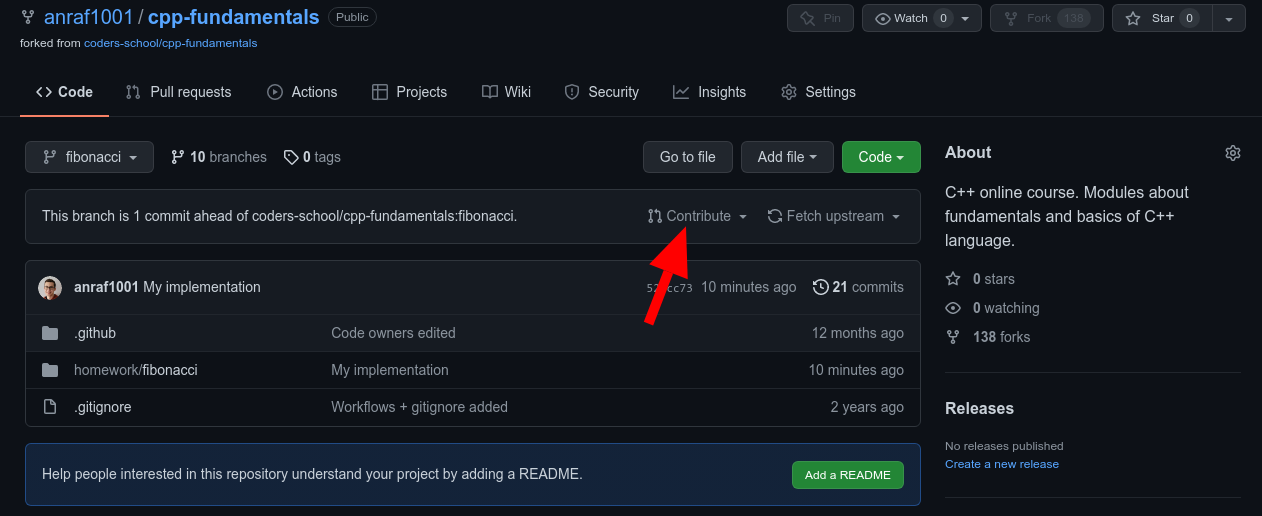 anraf1001 / cpp-fundamentals Public
Pin Watch 0 Fork 138 Star 0
forked from coders-school/cpp-fundamentals
Code Pull requests Actions Projects Wiki Security Insights Settings
fibonacci 10 branches 0 tags Go to file Add file Code
This branch is 1 commit ahead of coders-school/cpp-fundamentals:fibonacci. Contribute Fetch upstream
anraf1001 My implementation 10 minutes ago 21 commits
.github Code owners edited 12 months ago
homework/fibonacci My implementation 10 minutes ago
.gitignore Workflows + gitignore added 2 years ago
Help people interested in this repository understand your project by adding a README. Add a README
About
C++ online course. Modules about
fundamentals and basics of C++
language.
0 stars
0 watching
138 forks
Releases
No releases published
Create a new release